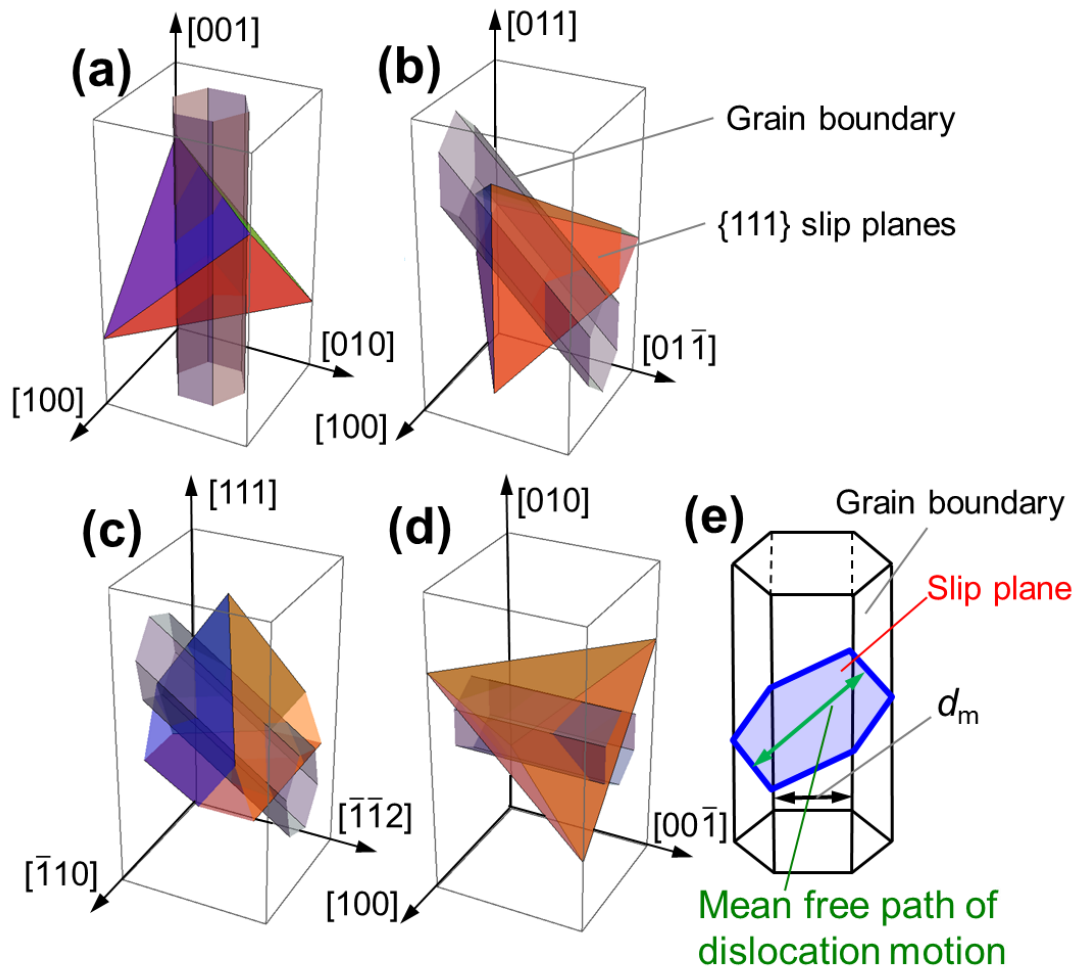 (a)
[001]
[010]
[100]
(b)
[011]
Grain boundary
{111} slip planes
[011̄]
[100]
(c)
[111]
[1̄1̄2]
[1̄10]
(d)
[010]
[001̄]
[100]
(e)
Grain boundary
Slip plane
dm
Mean free path of
dislocation motion